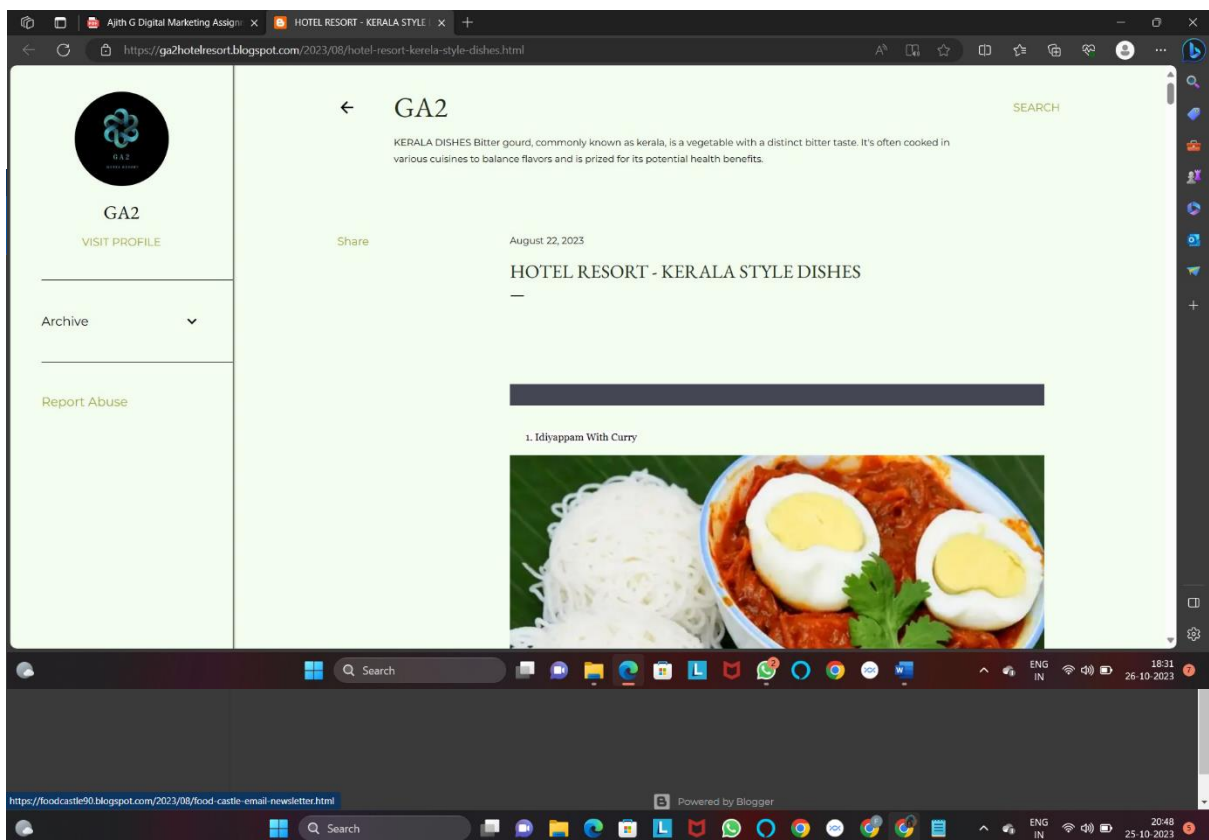 Ajith G Digital Marketing Assign
HOTEL RESORT - KERALA STYLE
https://ga2hotelresort.blogspot.com/2023/08/hotel-resort-kerela-style-dishes.html
GA2
GA2
VISIT PROFILE
Archive
Report Abuse
GA2
SEARCH
KERALA DISHES Bitter gourd, commonly known as kerala, is a vegetable with a distinct bitter taste. It's often cooked in
various cuisines to balance flavors and is prized for its potential health benefits.
Share
August 22, 2023
HOTEL RESORT - KERALA STYLE DISHES
1. Idiyappam With Curry
Search
ENG
IN
18:31
26-10-2023
7
https://foodcastle90.blogspot.com/2023/08/food-castle-email-newsletter.html
Powered by Blogger
Search
ENG
IN
20:48
25-10-2023
5